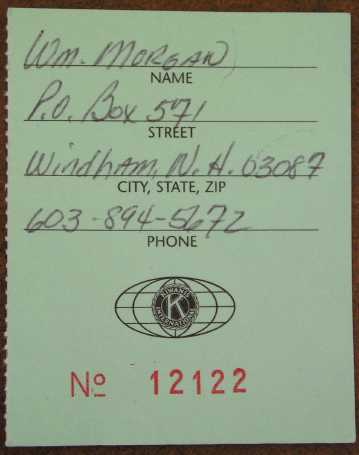 Wm. MORGAN
NAME
P.O. Box 571
STREET
Windham, N.H. 03087
CITY, STATE, ZIP
603-894-5672
PHONE
KIWANIS
K
INTERNATIONAL
No 12122